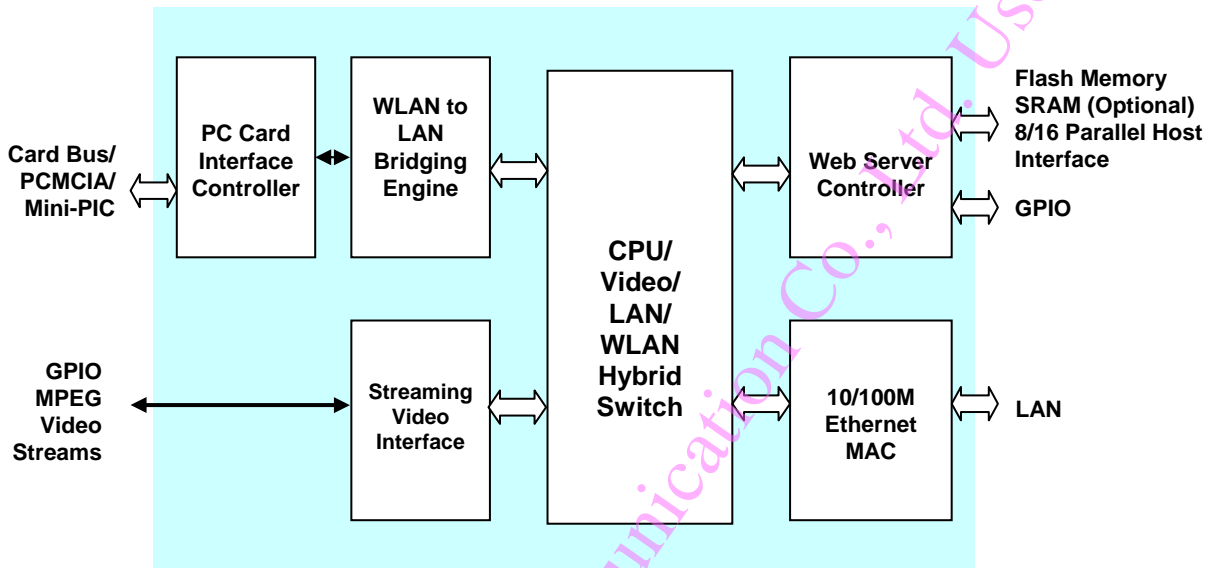 Card Bus/
PCMCIA/
Mini-PIC
PC Card
Interface
Controller
WLAN to
LAN
Bridging
Engine
CPU/
Video/
LAN/
WLAN
Hybrid
Switch
Web Server
Controller
Flash Memory
SRAM (Optional)
8/16 Parallel Host
Interface
GPIO
GPIO
MPEG
Video
Streams
Streaming
Video
Interface
10/100M
Ethernet
MAC
LAN
Co., Ltd.